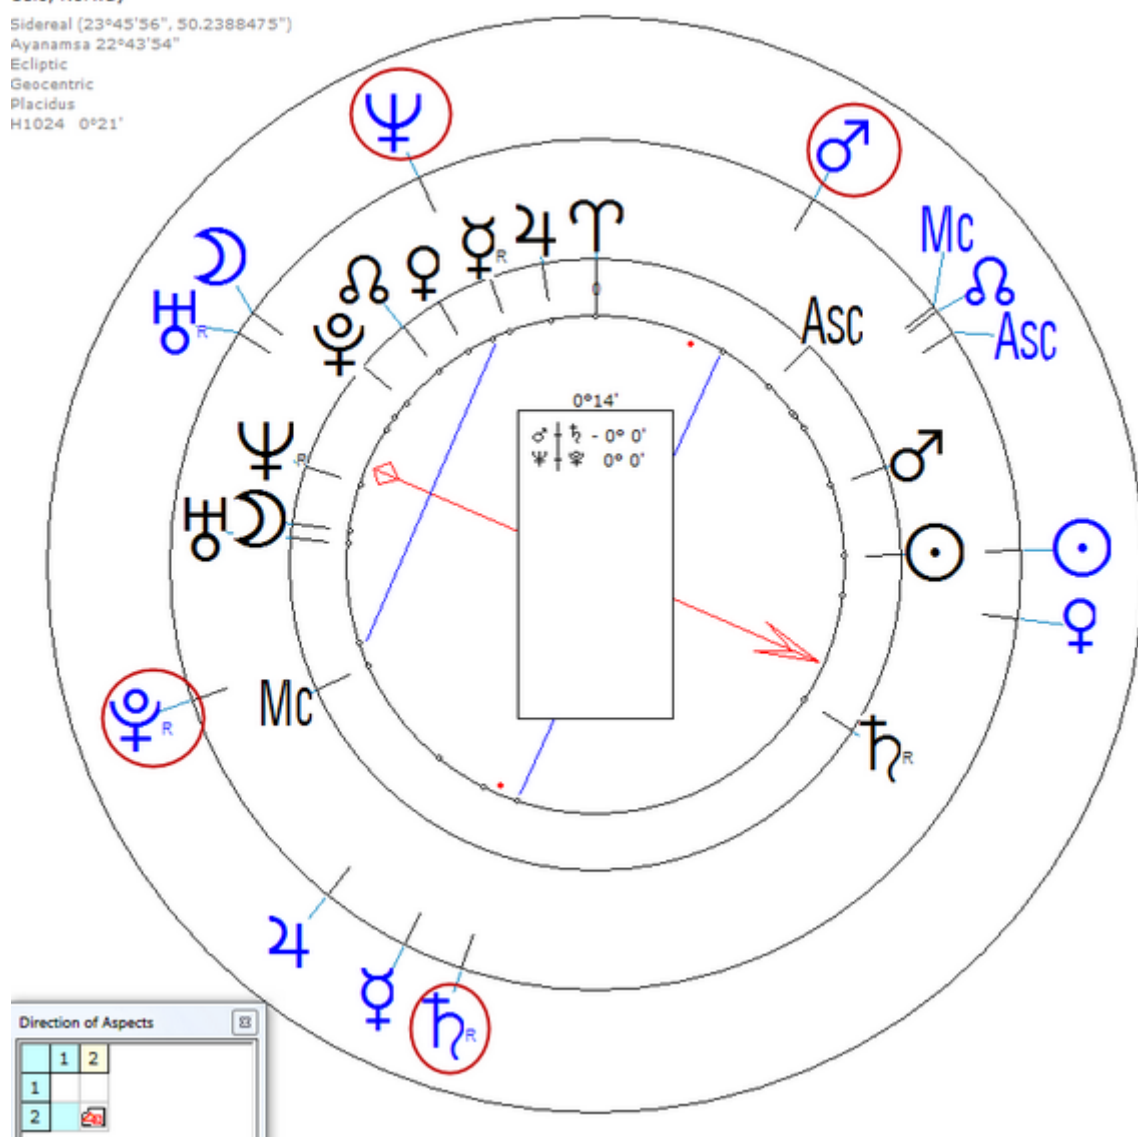 Sidereal (23°45'56", 50.2388475")
Ayanamsa 22°43'54"
Ecliptic
Geocentric
Placidus
H1024 0°21'
♆
♂
Mc
☊
Asc
☽
♅ R
☊
♀
☿ R
♃
♈
0
Asc
♇
♆ R
♅
☽
♂
☉
☉
♀
0°14'
♂ ┼ ♄ - 0° 0'
♆ ┼ ♇ 0° 0'
♇ R
Mc
♄ R
♃
☿
♄ R
Direction of Aspects
1 2
1
2